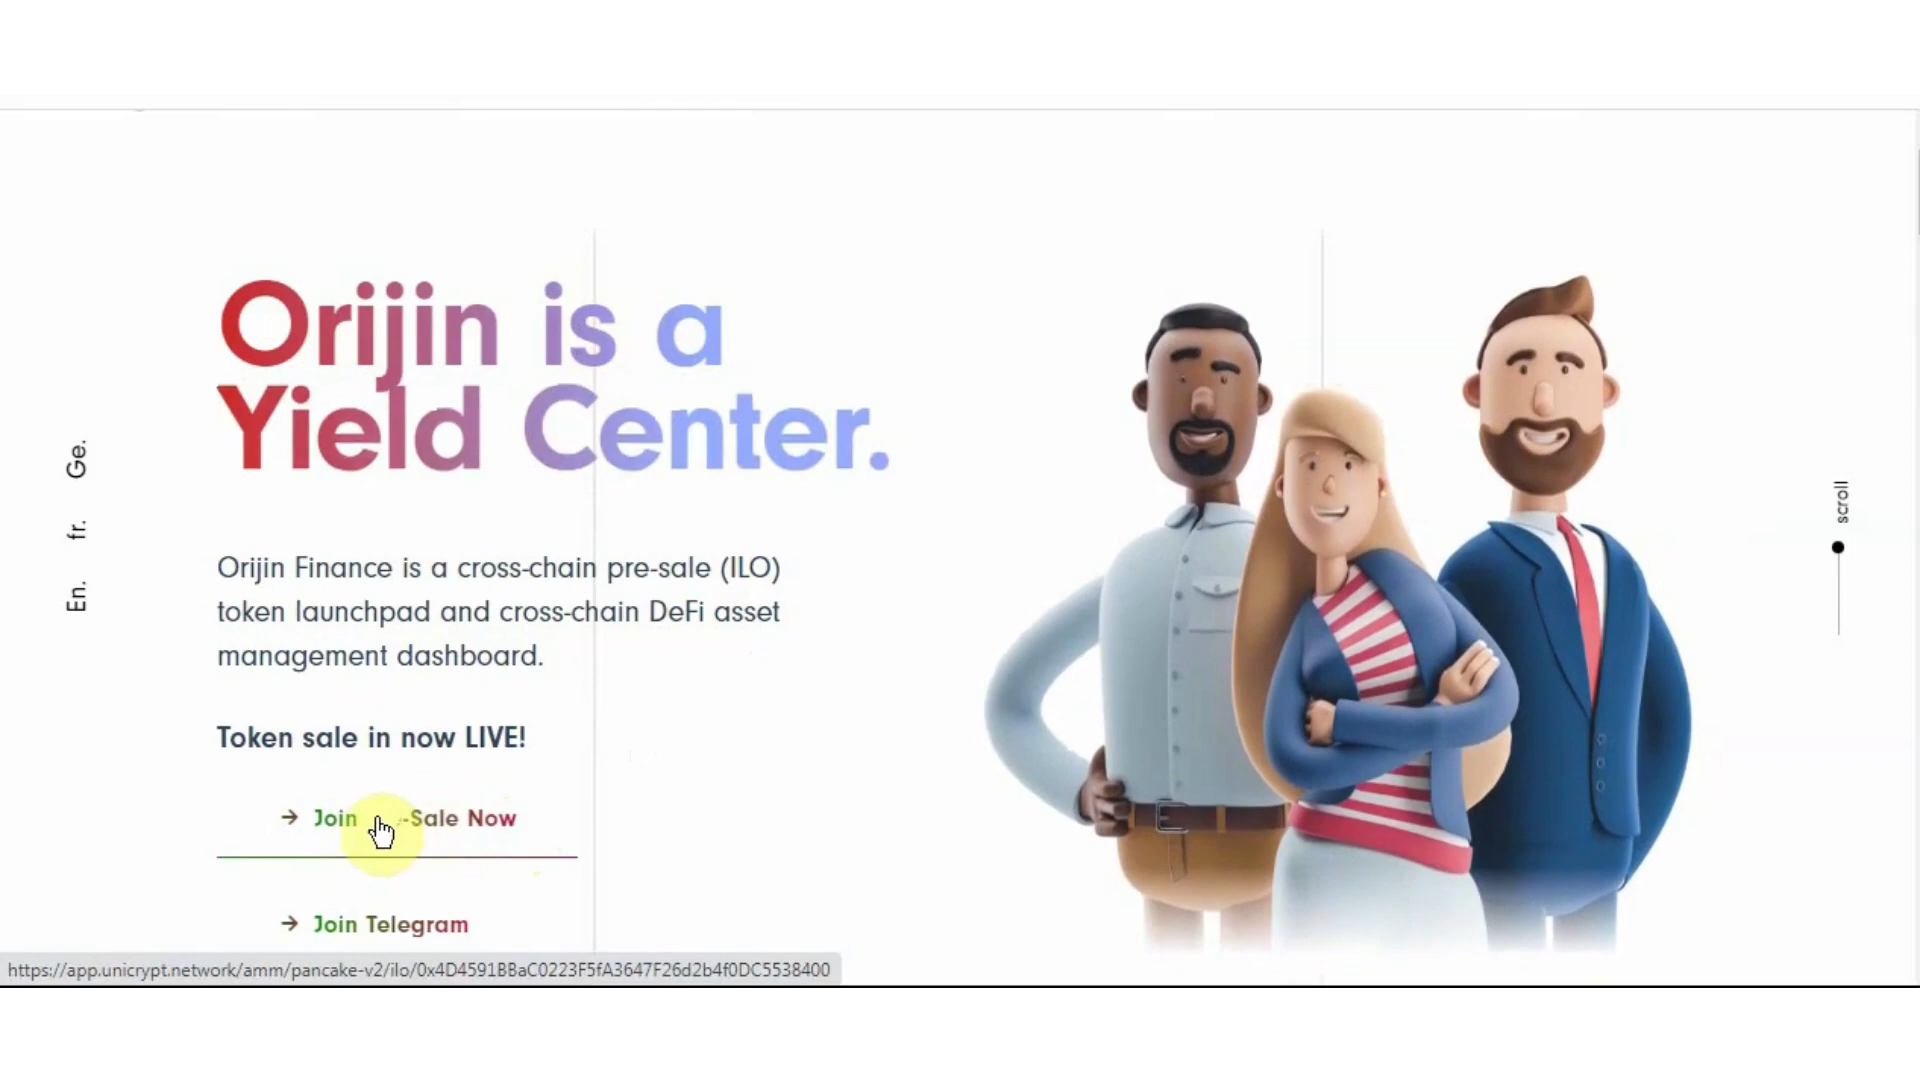 Orijin is a
Yield Center.
Ge.
fr.
En.
scroll
Orijin Finance is a cross-chain pre-sale (ILO)
token launchpad and cross-chain DeFi asset
management dashboard.
Token sale in now LIVE!
→ Join -Sale Now
→ Join Telegram
https://app.unicrypt.network/amm/pancake-v2/ilo/0x4D4591BBaC0223F5fA3647F26d2b4f0DC5538400